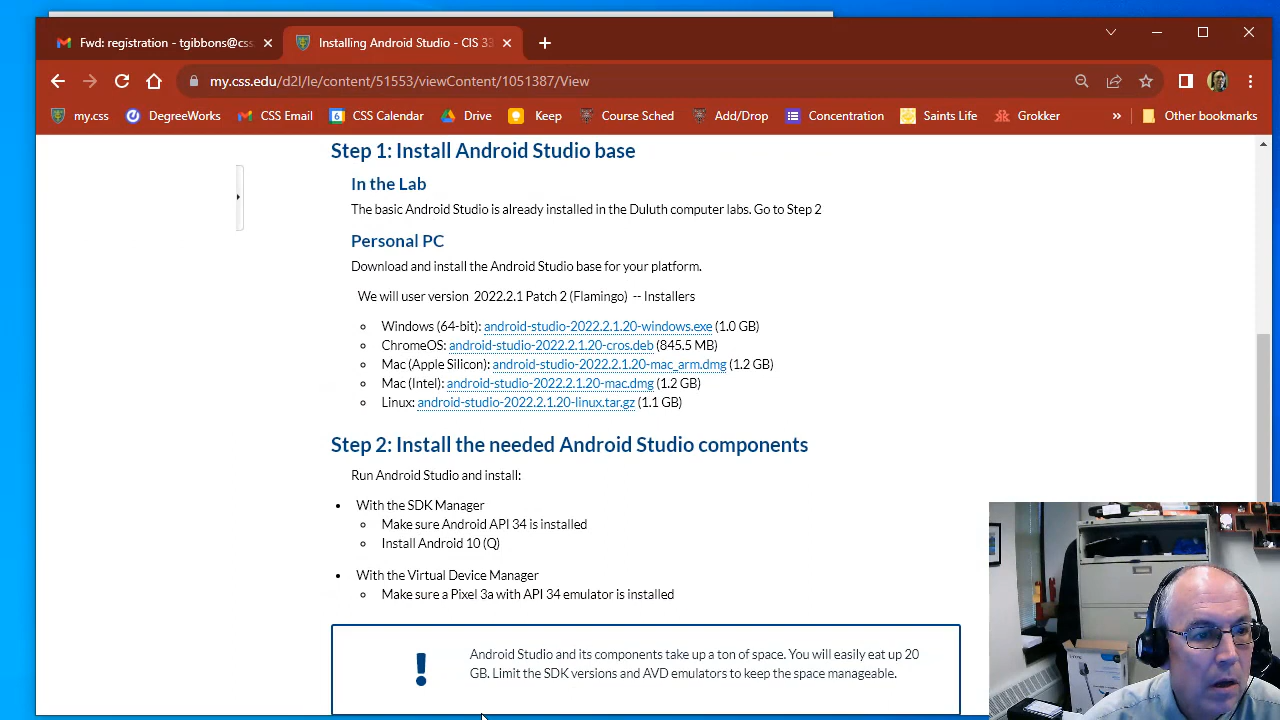 Fwd: registration - tgibbons@css.
Installing Android Studio - CIS 33
my.css.edu/d2l/le/content/51553/viewContent/1051387/View
my.css
DegreeWorks
CSS Email
6
CSS Calendar
Drive
Keep
Course Sched
Add/Drop
Concentration
Saints Life
Grokker
»
Other bookmarks
Step 1: Install Android Studio base
In the Lab
The basic Android Studio is already installed in the Duluth computer labs. Go to Step 2
Personal PC
Download and install the Android Studio base for your platform.
We will user version 2022.2.1 Patch 2 (Flamingo) -- Installers
Windows (64-bit): android-studio-2022.2.1.20-windows.exe (1.0 GB)
ChromeOS: android-studio-2022.2.1.20-cros.deb (845.5 MB)
Mac (Apple Silicon): android-studio-2022.2.1.20-mac_arm.dmg (1.2 GB)
Mac (Intel): android-studio-2022.2.1.20-mac.dmg (1.2 GB)
Linux: android-studio-2022.2.1.20-linux.tar.gz (1.1 GB)
Step 2: Install the needed Android Studio components
Run Android Studio and install:
With the SDK Manager
Make sure Android API 34 is installed
Install Android 10 (Q)
With the Virtual Device Manager
Make sure a Pixel 3a with API 34 emulator is installed
! Android Studio and its components take up a ton of space. You will easily eat up 20
GB. Limit the SDK versions and AVD emulators to keep the space manageable.